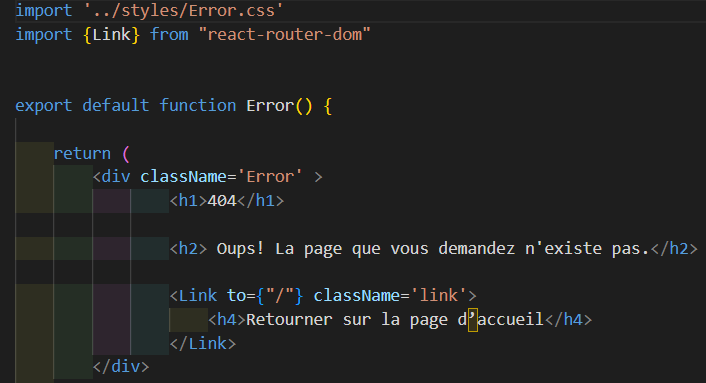 import '../styles/Error.css'
import {Link} from "react-router-dom"
export default function Error() {
return (
<div className='Error' >
<h1>404</h1>
<h2> Oups! La page que vous demandez n'existe pas.</h2>
<Link to={"/"} className='link'>
<h4>Retourner sur la page d’accueil</h4>
</Link>
</div>